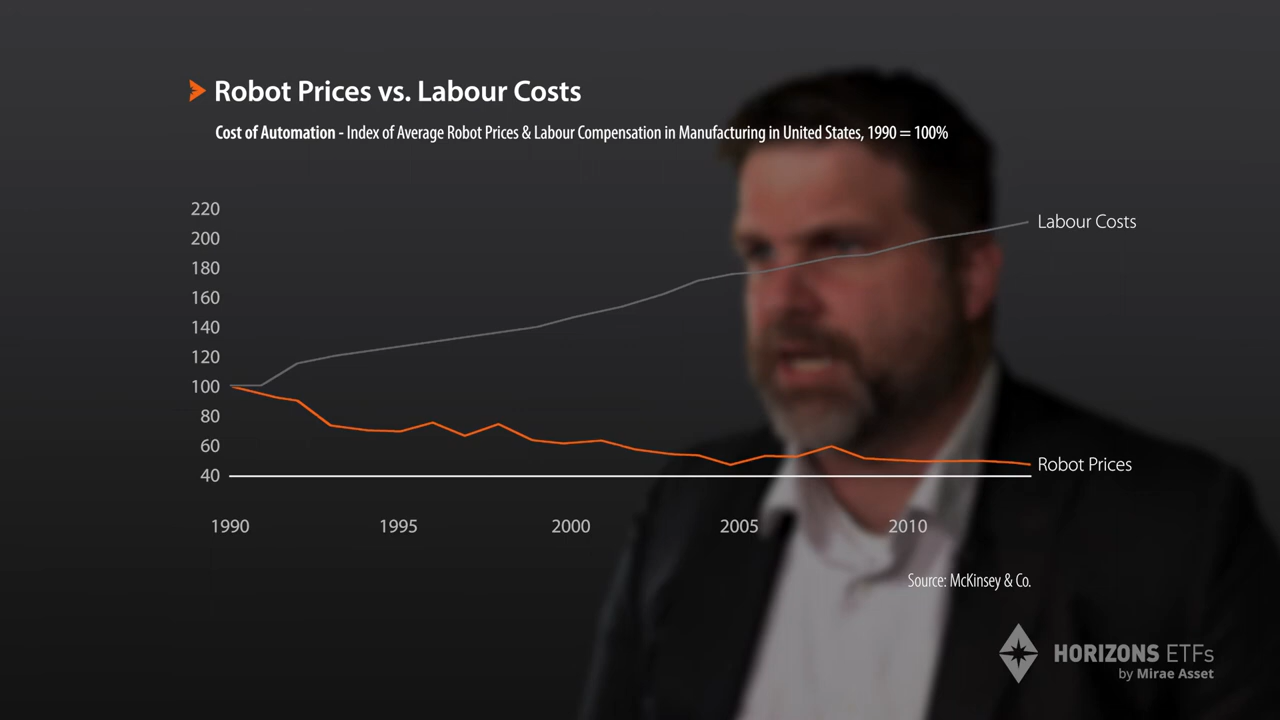 Robot Prices vs. Labour Costs
Cost of Automation - Index of Average Robot Prices & Labour Compensation in Manufacturing in United States, 1990 = 100%
220
200
180
160
140
120
100
80
60
40
Labour Costs
Robot Prices
1990 1995 2000 2005 2010
Source: McKinsey & Co.
HORIZONS ETFs
by Mirae Asset